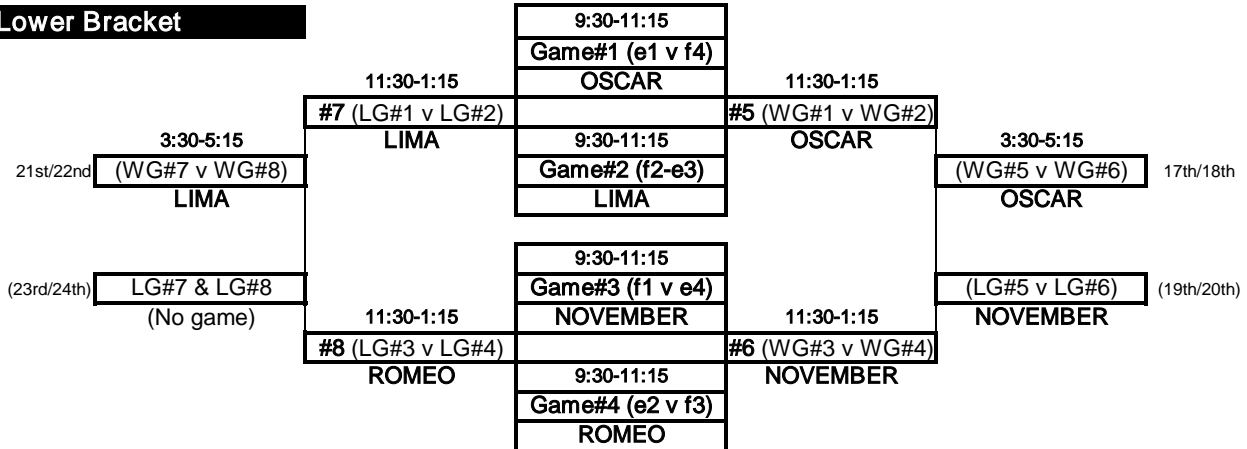 Lower Bracket
9:30-11:15
Game#1 (e1 v f4)
11:30-1:15 OSCAR 11:30-1:15
#7 (LG#1 v LG#2) #5 (WG#1 v WG#2)
3:30-5:15 LIMA 9:30-11:15 OSCAR 3:30-5:15
21st/22nd (WG#7 v WG#8) Game#2 (f2-e3) (WG#5 v WG#6) 17th/18th
LIMA LIMA OSCAR
9:30-11:15
(23rd/24th) LG#7 & LG#8 Game#3 (f1 v e4) (LG#5 v LG#6) (19th/20th)
(No game) 11:30-1:15 NOVEMBER 11:30-1:15 NOVEMBER
#8 (LG#3 v LG#4) #6 (WG#3 v WG#4)
ROMEO 9:30-11:15 NOVEMBER
Game#4 (e2 v f3)
ROMEO